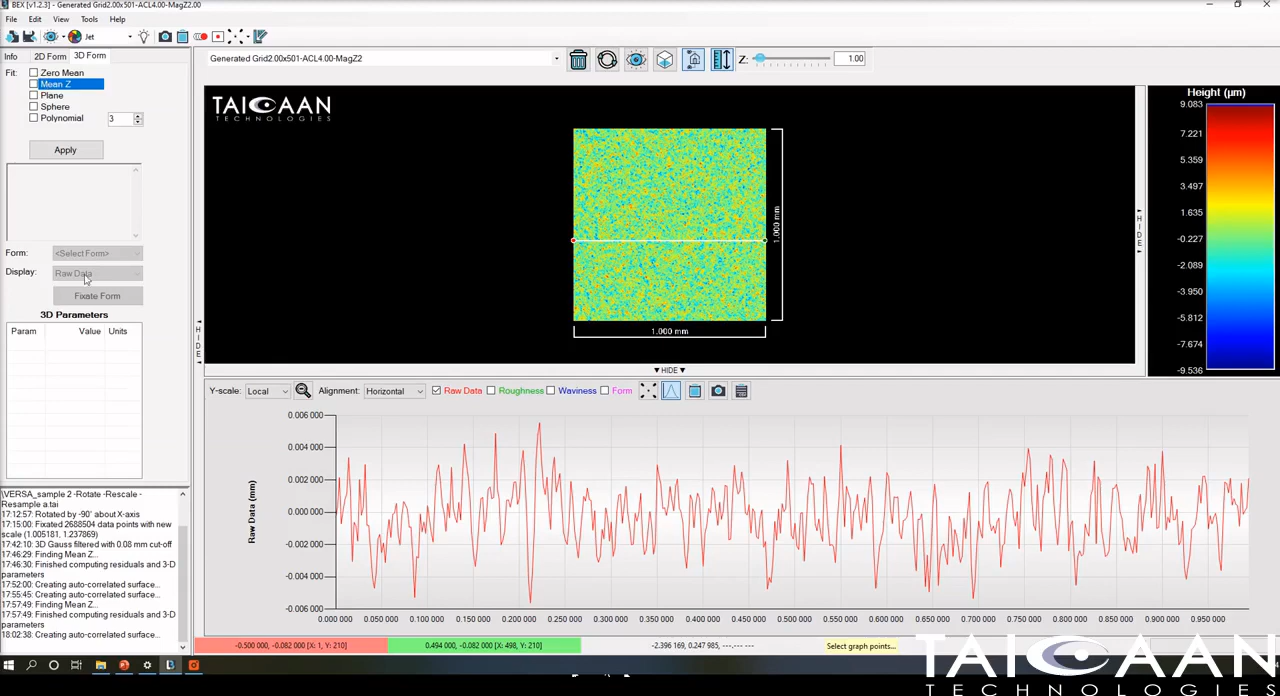 BEX [v1.2.3] - Generated Grid2.00x501-ACL4.00-MagZ2.00
File Edit View Tools Help
Jet
Info 2D Form 3D Form
Fit: Zero Mean
Mean Z
Plane
Sphere
Polynomial 3
Apply
Form: <Select Form>
Display: Raw Data
Fixate Form
3D Parameters
Param Value Units
\VERSA_sample 2 -Rotate -Rescale -
Resample a.tai
17:12:57: Rotated by -90° about X-axis
17:15:00: Fixated 2688504 data points with new
scale (1.005181, 1.237869)
17:42:10: 3D Gauss filtered with 0.08 mm cut-off
17:46:29: Finding Mean Z...
17:46:30: Finished computing residuals and 3-D
parameters
17:52:00: Creating auto-correlated surface...
17:55:45: Creating auto-correlated surface...
17:57:49: Finding Mean Z...
17:57:49: Finished computing residuals and 3-D
parameters
18:02:38: Creating auto-correlated surface...
Generated Grid2.00x501-ACL4.00-MagZ2
Z: 1.00
TAICAAN
TECHNOLOGIES
1.000 mm
1.000 mm
HIDE
HIDE
▼ HIDE ▼
Height (µm)
9.083
7.221
5.359
3.497
1.635
-0.227
-2.089
-3.950
-5.812
-7.674
-9.536
Y-scale: Local Alignment: Horizontal Raw Data Roughness Waviness Form
Raw Data (mm)
0.006 000
0.004 000
0.002 000
0.000 000
-0.002 000
-0.004 000
-0.006 000
0.000 000 0.050 000 0.100 000 0.150 000 0.200 000 0.250 000 0.300 000 0.350 000 0.400 000 0.450 000 0.500 000 0.550 000 0.600 000 0.650 000 0.700 000 0.750 000 0.800 000 0.850 000 0.900 000 0.950 000
-0.500 000, -0.082 000 [X: 1, Y: 210] 0.494 000, -0.082 000 [X: 498, Y: 210] -2.396 169, 0.247 985, ---.--- --- Select graph points...
TAICAAN
TECHNOLOGIES